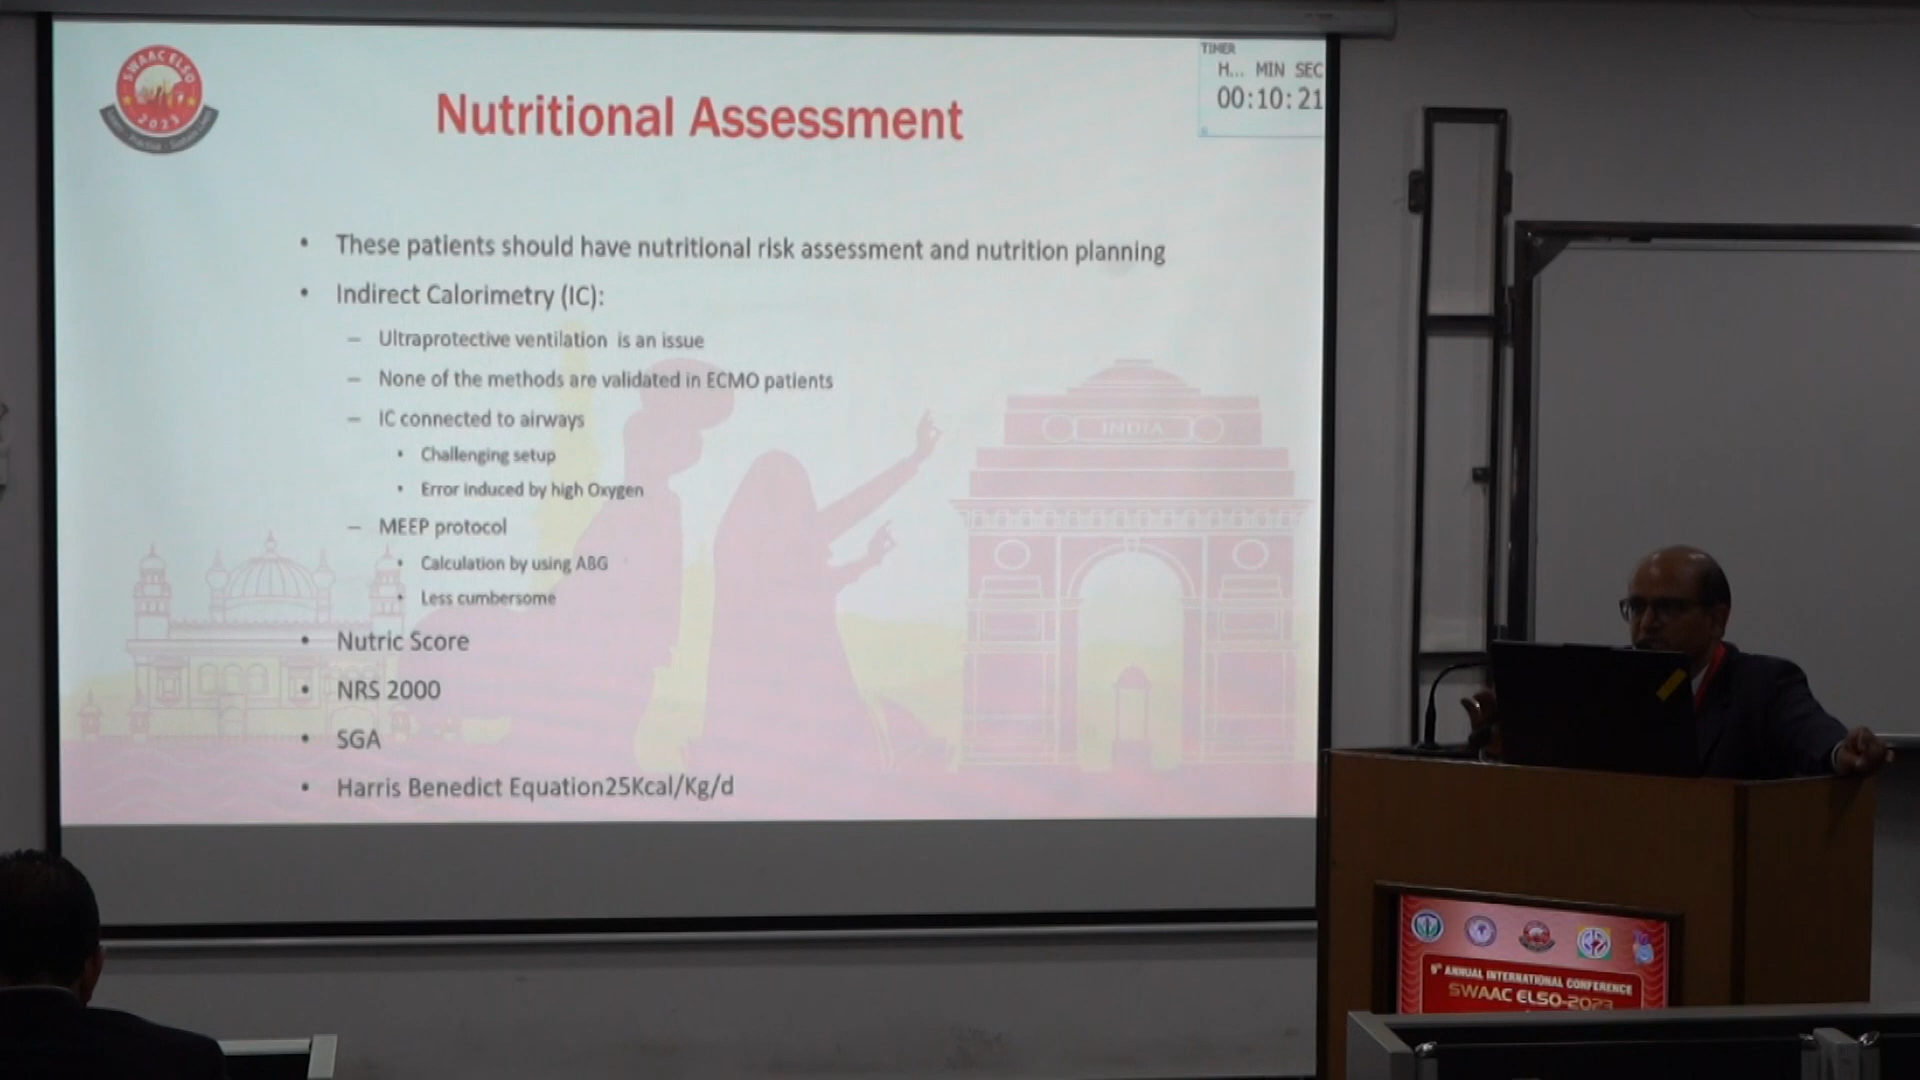 SWAAC ELSO
2023
Nutritional Assessment
TIMER
H... MIN SEC
00:10:21
• These patients should have nutritional risk assessment and nutrition planning
• Indirect Calorimetry (IC):
– Ultraprotective ventilation is an issue
– None of the methods are validated in ECMO patients
– IC connected to airways
• Challenging setup
• Error induced by high Oxygen
– MEEP protocol
• Calculation by using ABG
• Less cumbersome
• Nutric Score
• NRS 2000
• SGA
• Harris Benedict Equation25Kcal/Kg/d
INDIA
ANNUAL INTERNATIONAL CONFERENCE
SWAAC ELSO-2023